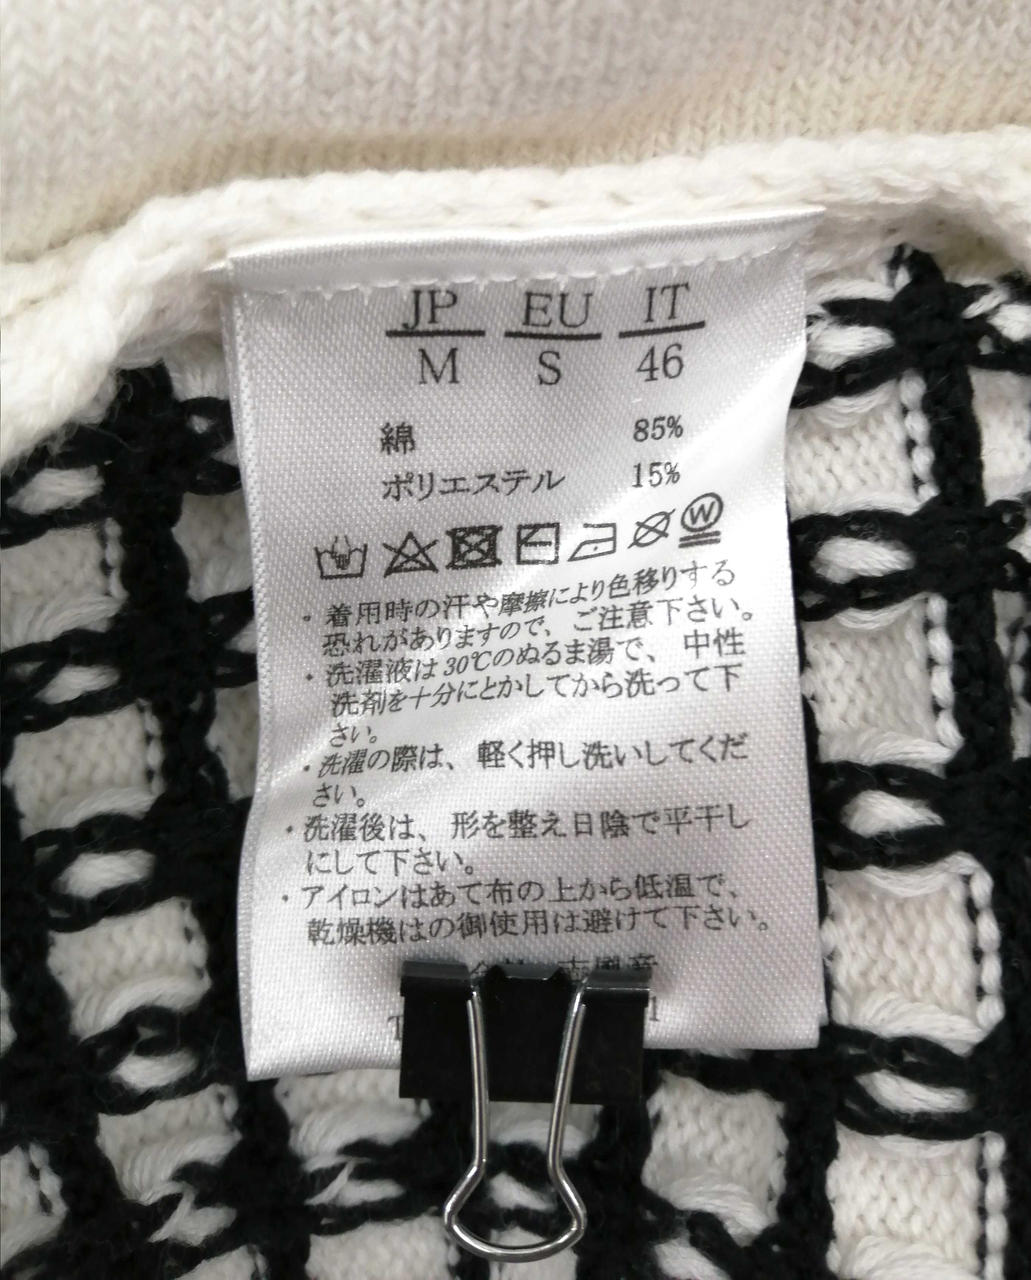 JP EU IT
M S 46
綿 85%
ポリエステル 15%
W
・着用時の汗や摩擦により色移りする
恐れがありますので、ご注意下さい。
・洗濯液は30℃のぬるま湯で、中性
洗剤を十分にとかしてから洗って下
さい。
・洗濯の際は、軽く押し洗いしてくだ
さい。
・洗濯後は、形を整え日陰で平干し
にして下さい。
・アイロンはあて布の上から低温で、
乾燥機はの御使用は避けて下さい。